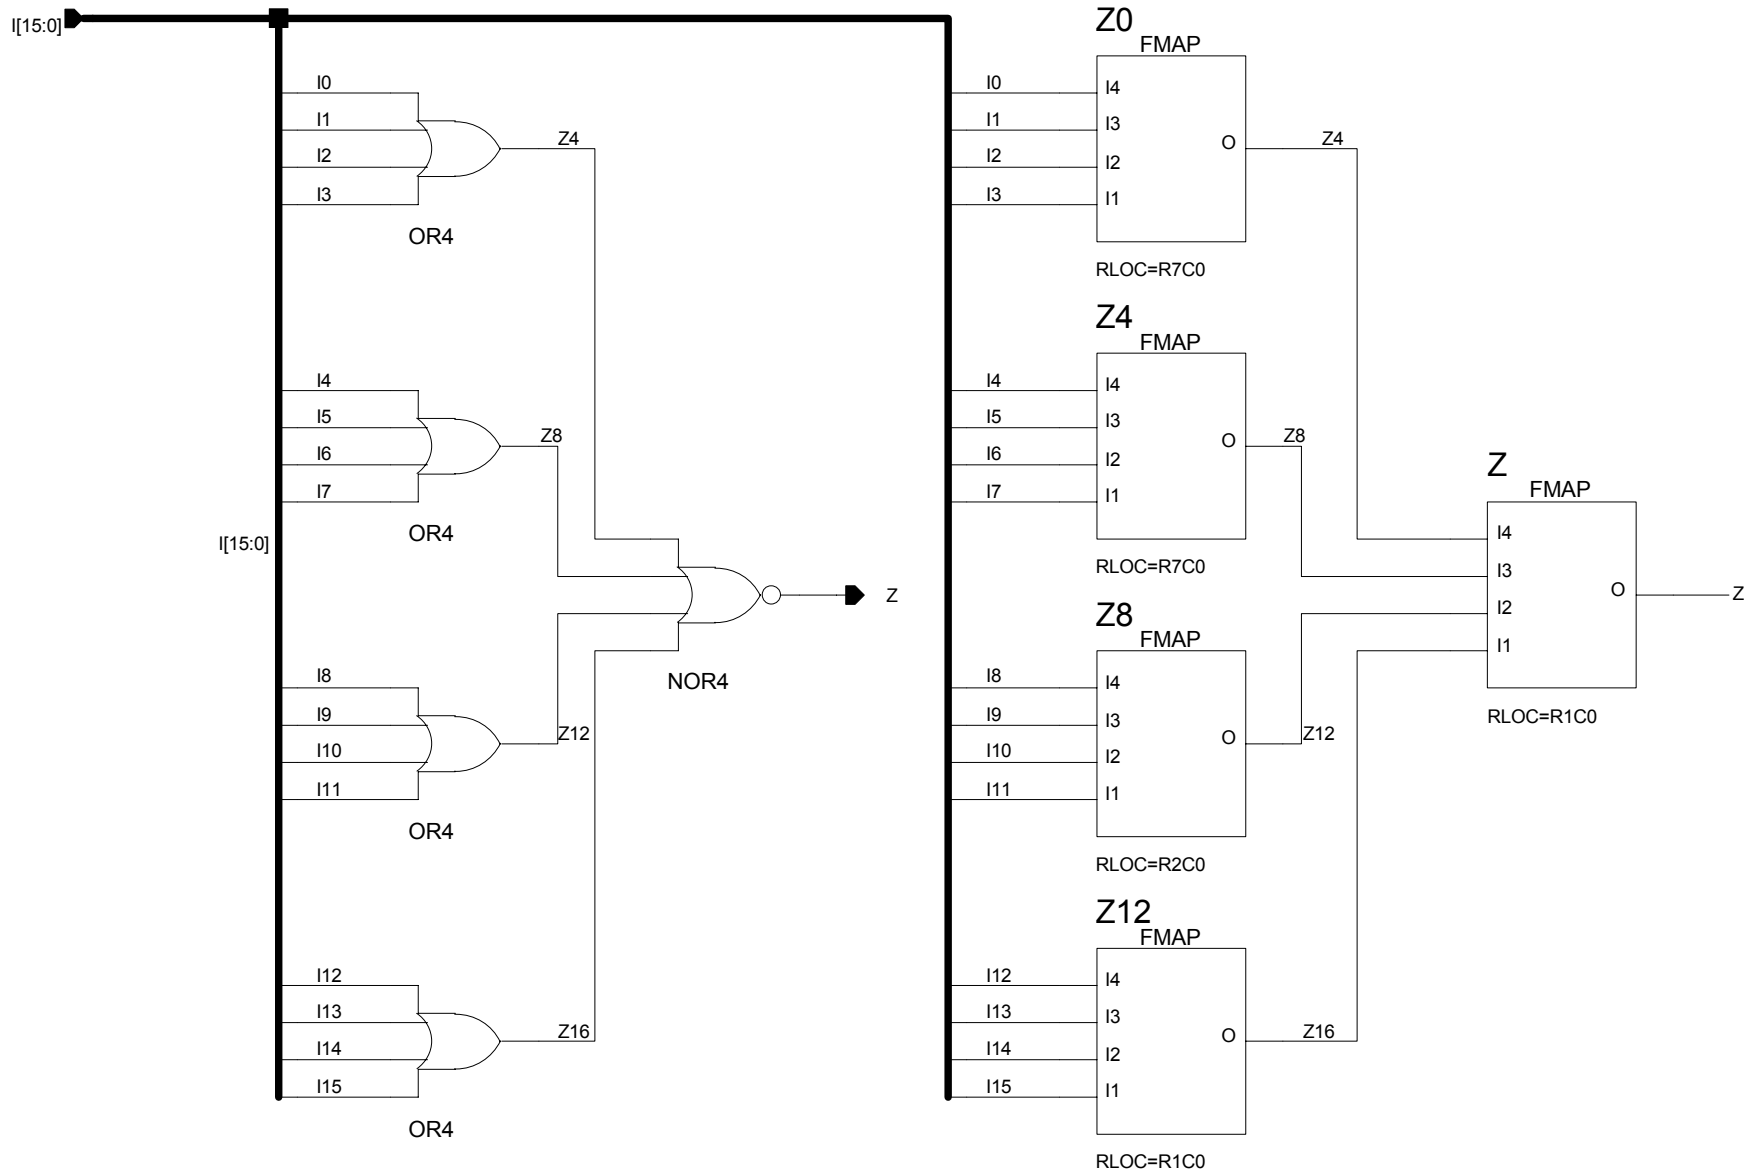 I[15:0]
I0
I1
I2
I3
OR4
Z4
I4
I5
I6
I7
OR4
Z8
I[15:0]
I8
I9
I10
I11
OR4
Z12
I12
I13
I14
I15
OR4
Z16
NOR4
Z
Z0
FMAP
I0
I1
I2
I3
I4
I3
I2
I1
O
Z4
RLOC=R7C0
Z4
FMAP
I4
I5
I6
I7
I4
I3
I2
I1
O
Z8
RLOC=R7C0
Z8
FMAP
I8
I9
I10
I11
I4
I3
I2
I1
O
Z12
RLOC=R2C0
Z12
FMAP
I12
I13
I14
I15
I4
I3
I2
I1
O
Z16
RLOC=R1C0
Z
FMAP
I4
I3
I2
I1
O
Z
RLOC=R1C0